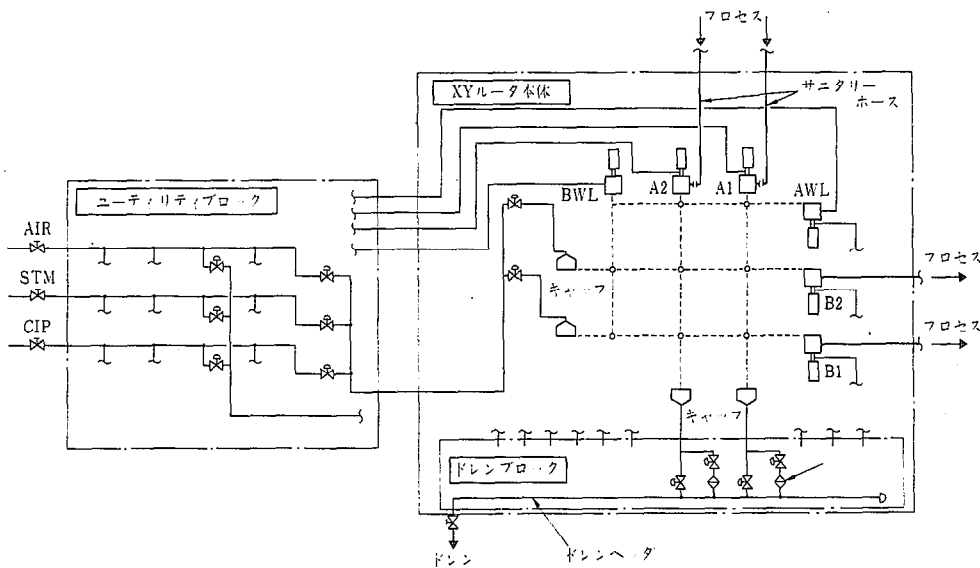 プロセス
XYルータ本体
サニタリー
ホース
ユーティリティブロック
BWL
A2
A1
AWL
AIR
STM
CIP
キャップ
プロセス
B2
プロセス
B1
キャップ
ドレンブロック
ドレン
ドレンヘッダ